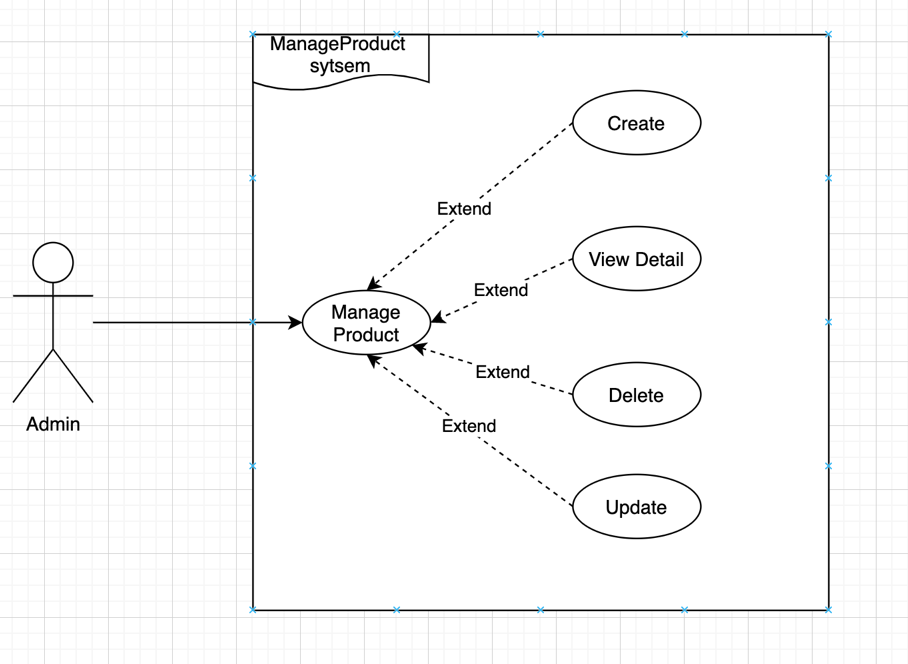 ManageProduct
sytsem
Create
Extend
View Detail
Extend
Manage
Product
Extend
Delete
Admin
Extend
Update